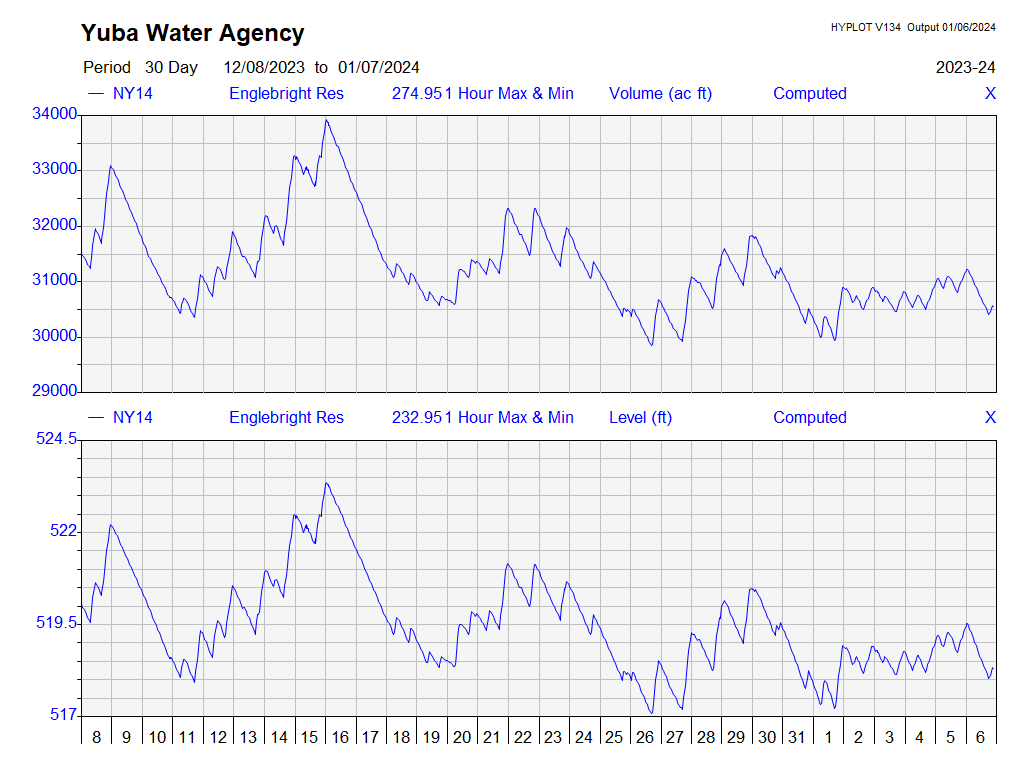 Yuba Water Agency
HYPLOT V134 Output 01/06/2024
Period 30 Day 12/08/2023 to 01/07/2024 2023-24
NY14 Englebright Res 274.951 Hour Max & Min Volume (ac ft) Computed X
34000
33000
32000
31000
30000
29000
NY14 Englebright Res 232.951 Hour Max & Min Level (ft) Computed X
524.5
522
519.5
517
8 9 10 11 12 13 14 15 16 17 18 19 20 21 22 23 24 25 26 27 28 29 30 31 1 2 3 4 5 6